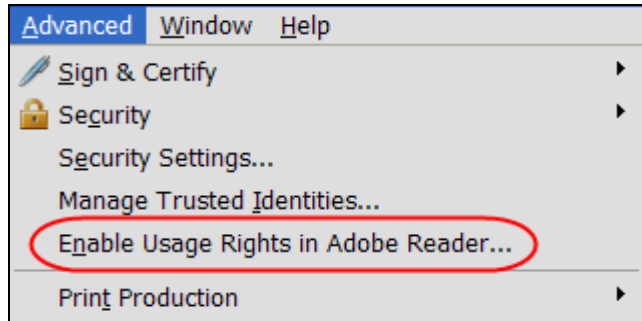 Advanced Window Help
Sign & Certify
Security
Security Settings...
Manage Trusted Identities...
Enable Usage Rights in Adobe Reader...
Print Production